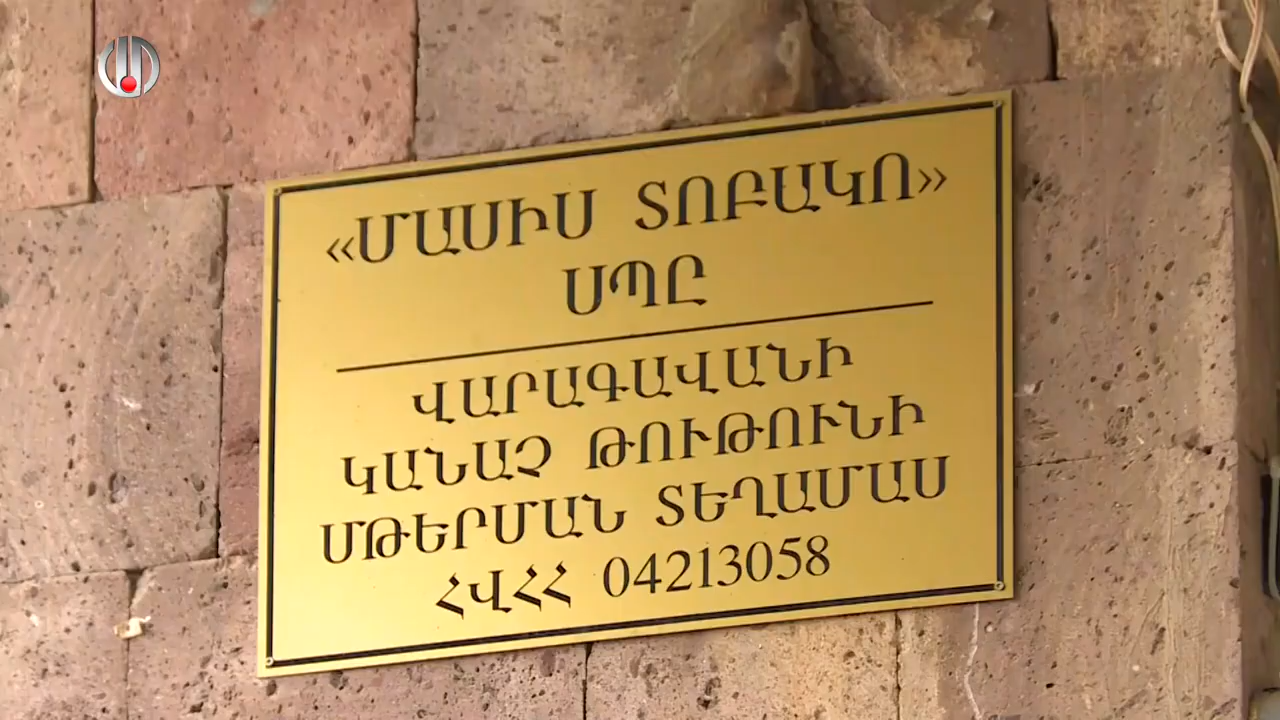 «ՄԱՍԻՍ ՏՈԲԱԿՈ»
ՍՊԸ
ՎԱՐԱԳԱՎԱՆԻ
ԿԱՆԱՉ ԹՈՒԹՈՒՆԻ
ՄԹԵՐՄԱՆ ՏԵՂԱՄԱՍ
ՀՎՀՀ 04213058